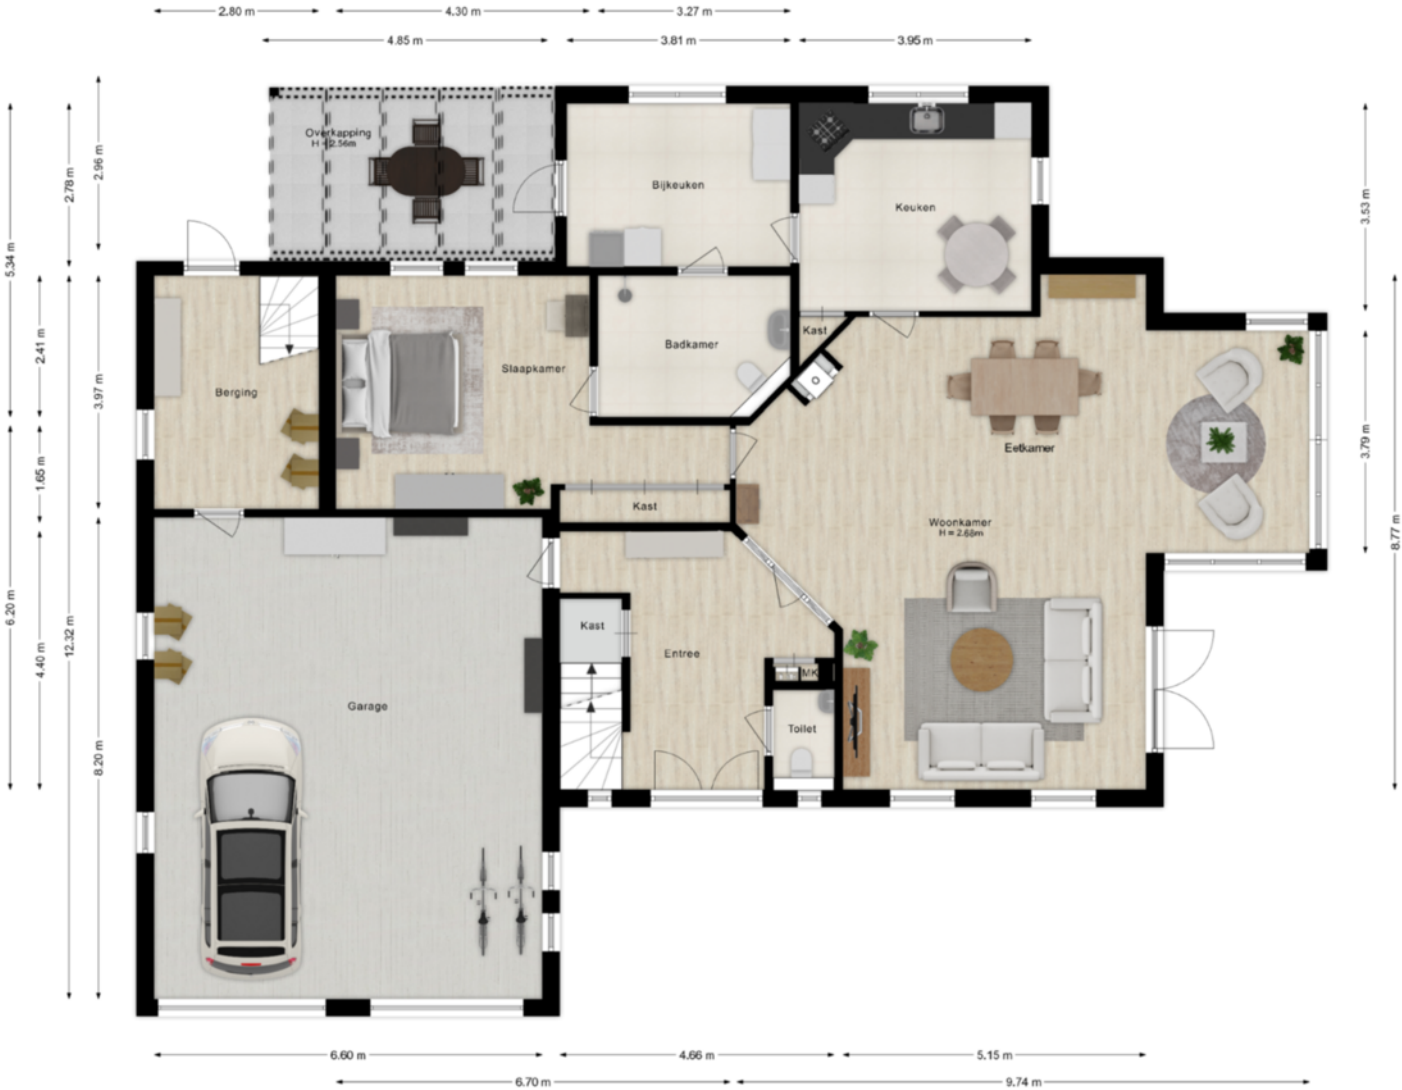 2.80 m
4.30 m
3.27 m
4.85 m
3.81 m
3.95 m
5.34 m
2.78 m
2.96 m
3.53 m
Overkapping
H = 2.56m
Bijkeuken
Keuken
2.41 m
3.97 m
Kast
Badkamer
Slaapkamer
Berging
3.79 m
Eetkamer
1.65 m
Kast
Woonkamer
H = 2.68m
8.77 m
6.20 m
12.32 m
4.40 m
Kast
Entree
MK
Garage
Toilet
8.20 m
6.60 m
4.66 m
5.15 m
6.70 m
9.74 m